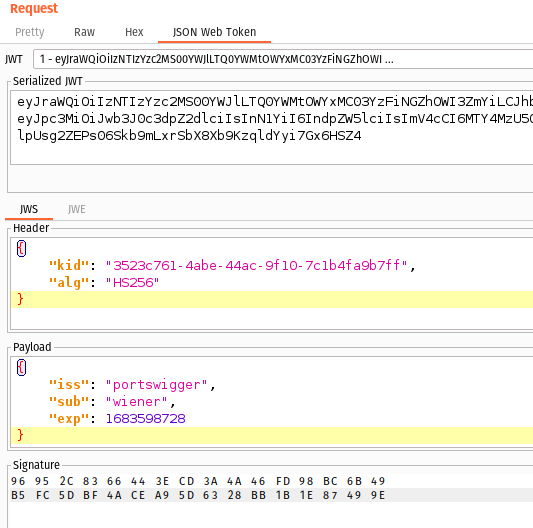 Request
Pretty Raw Hex JSON Web Token
JWT 1 - eyJraWQiOiIzNTIzYzc2MS00YWJlLTQ0YWMtOWYxMC03YzFiNGZhOWI ...
Serialized JWT
eyJraWQiOiIzNTIzYzc2MS00YWJlLTQ0YWMtOWYxMC03YzFiNGZhOWI3ZmYiLCJhb
eyJpc3MiOiJwb3J0c3dpZ2dlciIsInN1YiI6IndpZW5lciIsImV4cCI6MTY4MzU5O
lpUsg2ZEPs06Skb9mLxrSbX8Xb9KzqldYyi7Gx6HSZ4
JWS JWE
Header
{
"kid": "3523c761-4abe-44ac-9f10-7c1b4fa9b7ff",
"alg": "HS256"
}
Payload
{
"iss": "portswigger",
"sub": "wiener",
"exp": 1683598728
}
Signature
96 95 2C 83 66 44 3E CD 3A 4A 46 FD 98 BC 6B 49
B5 FC 5D BF 4A CE A9 5D 63 28 BB 1B 1E 87 49 9E